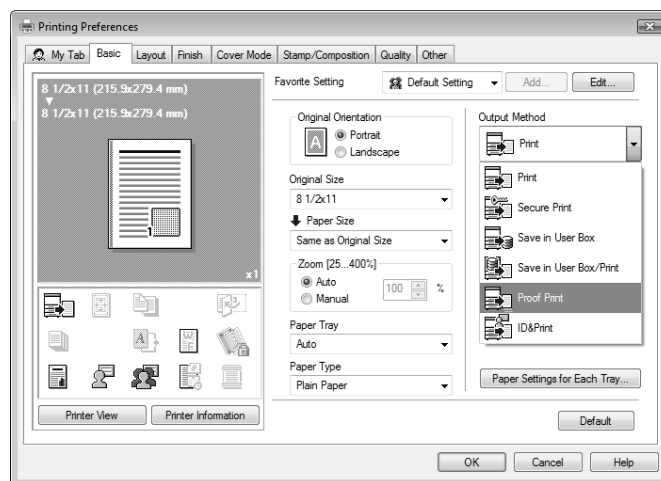 Printing Preferences
My Tab Basic Layout Finish Cover Mode Stamp/Composition Quality Other
8 1/2x11 (215.9x279.4 mm)
8 1/2x11 (215.9x279.4 mm)
1
x1
Printer View Printer Information
Favorite Setting Default Setting Add... Edit...
Original Orientation
A
Portrait
Landscape
Original Size
8 1/2x11
Paper Size
Same as Original Size
Zoom [25...400%]
Auto
Manual
100 %
Paper Tray
Auto
Paper Type
Plain Paper
Output Method
Print
Print
Secure Print
Save in User Box
Save in User Box/Print
Proof Print
ID&Print
Paper Settings for Each Tray...
Default
OK Cancel Help